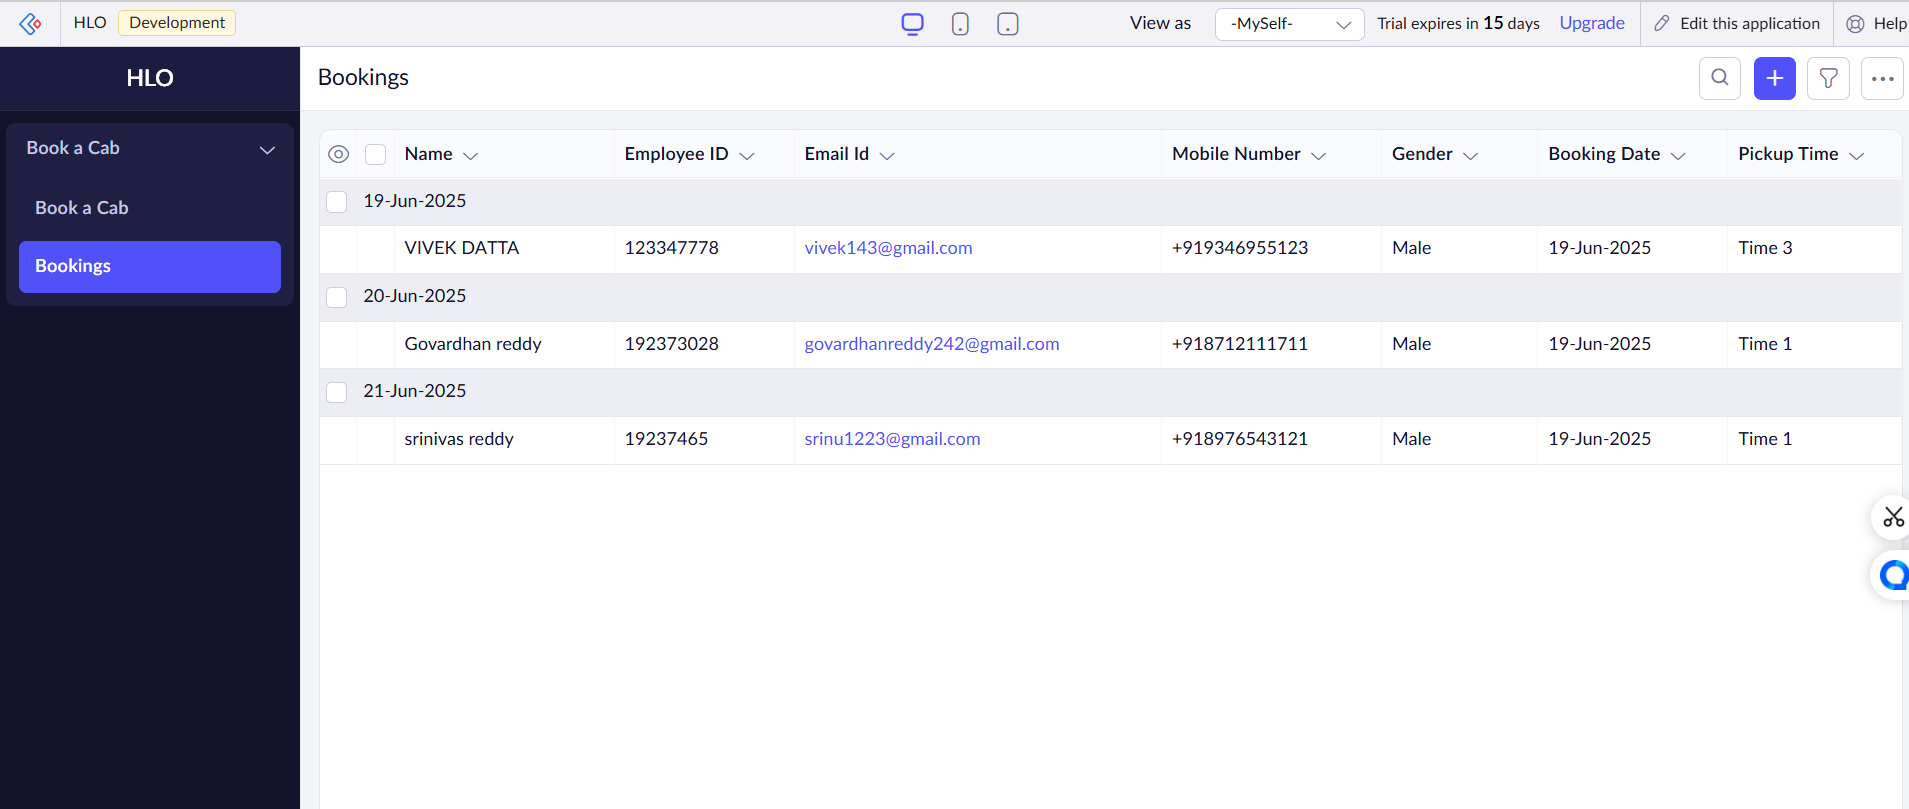 HLO Development View as -MySelf- Trial expires in 15 days Upgrade Edit this application Help
HLO
Bookings
Book a Cab
Book a Cab
Bookings
Name Employee ID Email Id Mobile Number Gender Booking Date Pickup Time
19-Jun-2025
VIVEK DATTA 123347778 vivek143@gmail.com +919346955123 Male 19-Jun-2025 Time 3
20-Jun-2025
Govardhan reddy 192373028 govardhanreddy242@gmail.com +918712111711 Male 19-Jun-2025 Time 1
21-Jun-2025
srinivas reddy 19237465 srinu1223@gmail.com +918976543121 Male 19-Jun-2025 Time 1